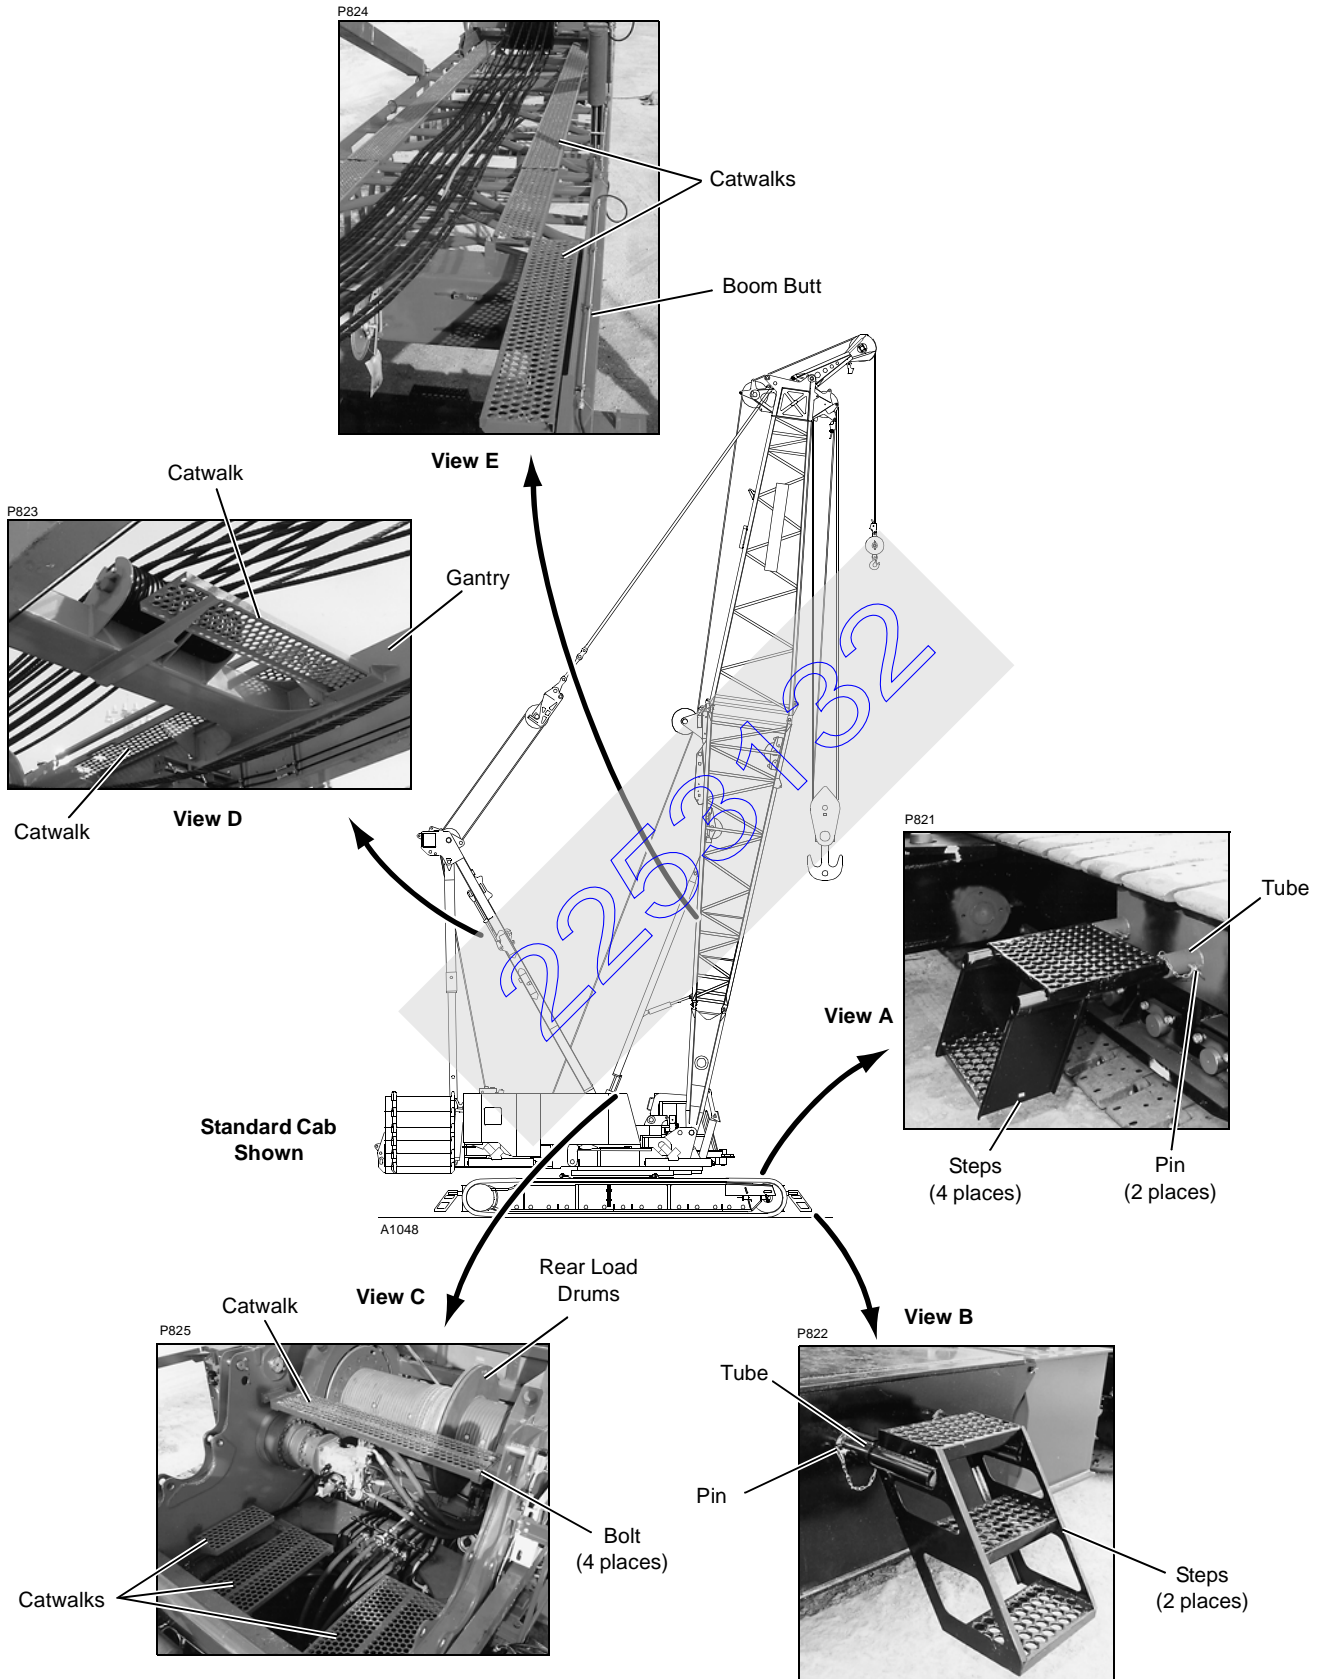 P824
Catwalks
Boom Butt
View E
Catwalk
P823
Gantry
Catwalk
View D
P821
Tube
View A
Steps
(4 places)
Pin
(2 places)
Standard Cab
Shown
A1048
2253132
Rear Load
Drums
View C
Catwalk
P825
Bolt
(4 places)
Catwalks
View B
P822
Tube
Pin
Steps
(2 places)